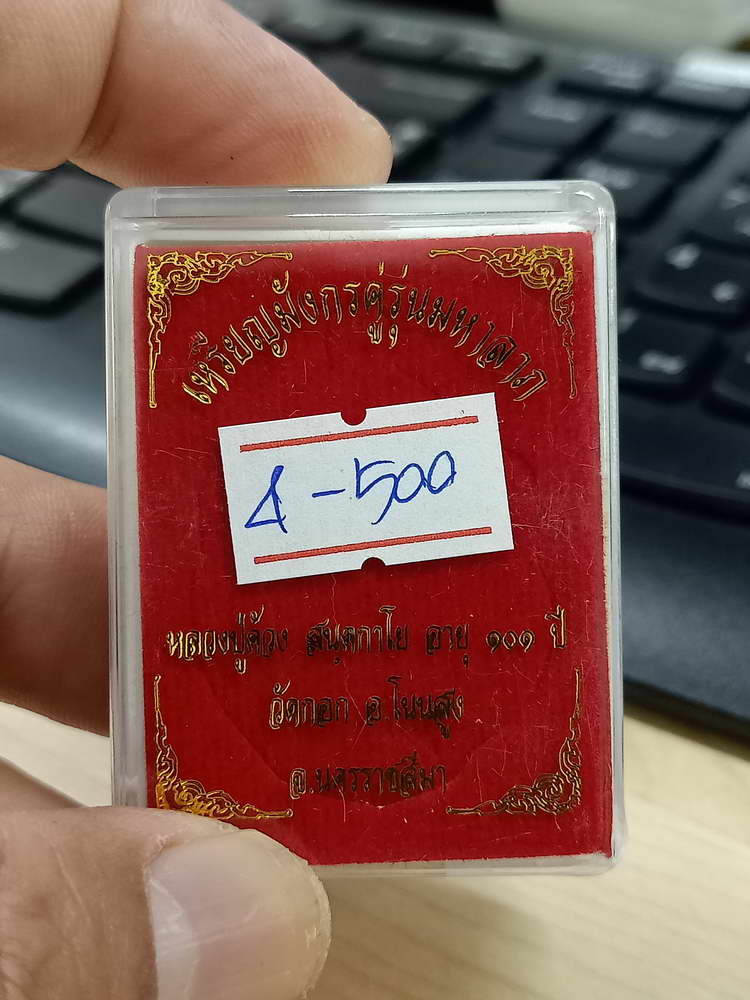 เหรียญมังกรคู่รุ่นมหาลาภ
4-500
หลวงปู่ด้วง สนฺตกาโย อายุ ๑๐๑ ปี
วัดกอก อ.โนนสูง
จ.นครราชสีมา